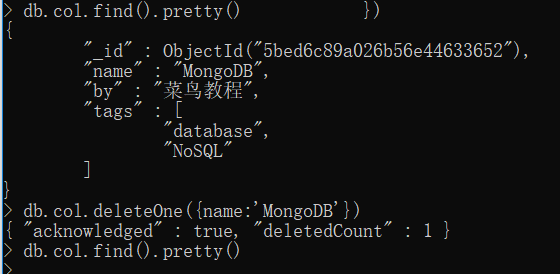 > db.col.find().pretty()            })
{
        "_id" : ObjectId("5bed6c89a026b56e44633652"),
        "name" : "MongoDB",
        "by" : "菜鸟教程",
        "tags" : [
                "database",
                "NoSQL"
        ]
}
> db.col.deleteOne({name:'MongoDB'})
{ "acknowledged" : true, "deletedCount" : 1 }
> db.col.find().pretty()
>